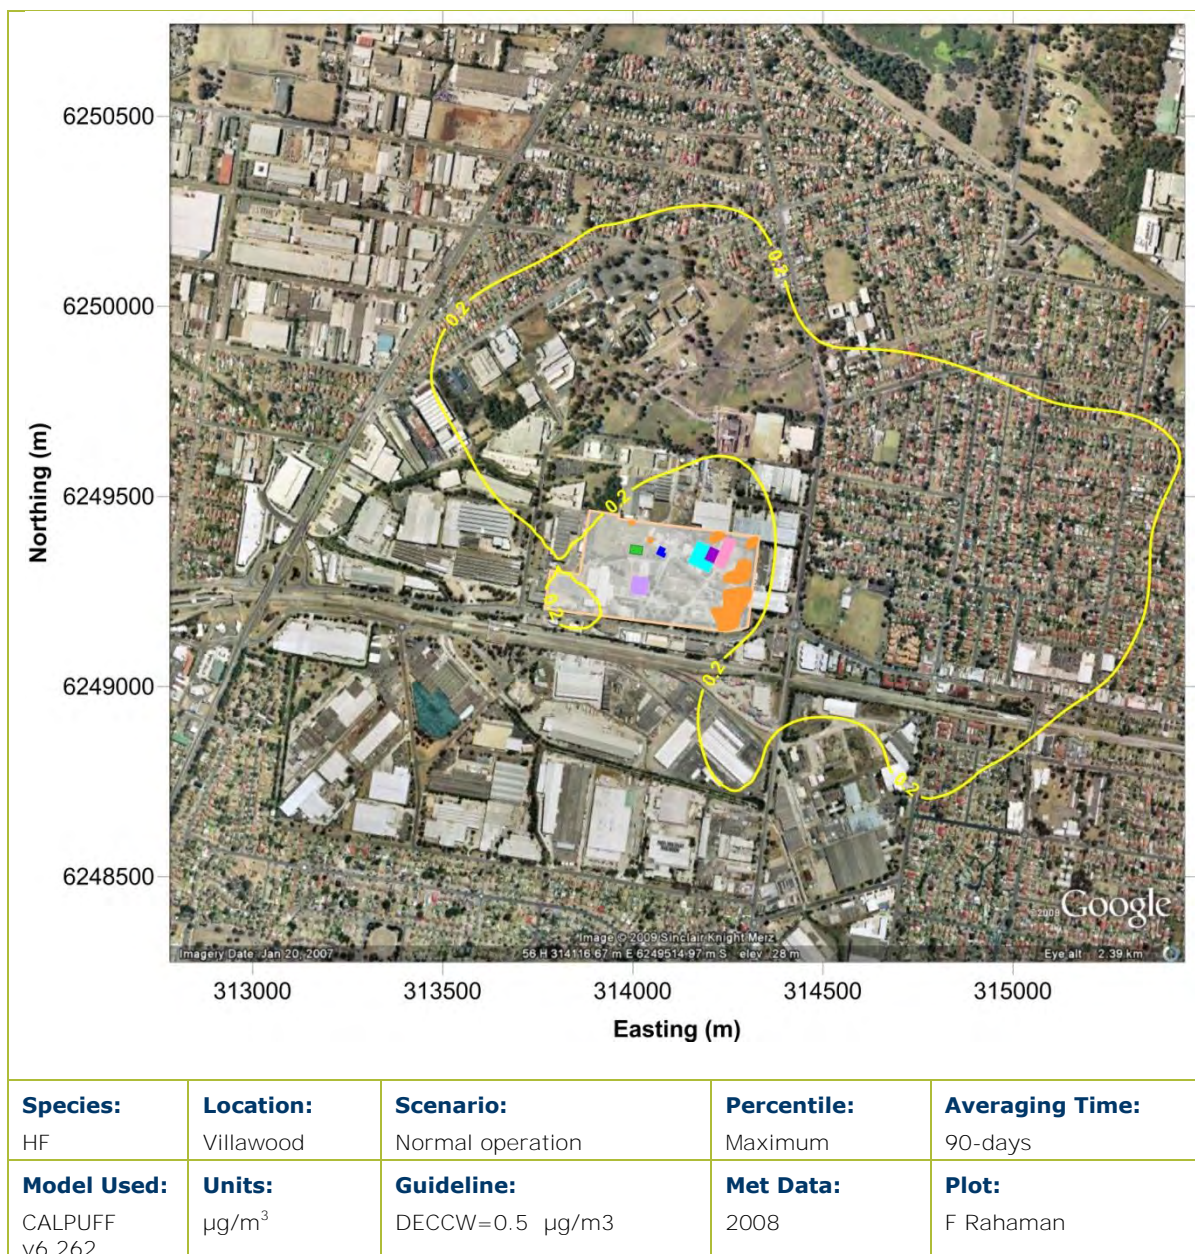 6250500
6250000
6249500
6249000
6248500
Northing (m)
0.2
0.2
0.2
0.2
0.2
0.2
©2009 Google
Image © 2009 Sinclair Knight Merz
Imagery Date: Jan 20, 2007
56 H 314116.67 m E 6249514.97 m S elev 28 m
Eye alt 2.39 km
313000
313500
314000
314500
315000
Easting (m)
Species:
HF
Location:
Villawood
Scenario:
Normal operation
Percentile:
Maximum
Averaging Time:
90-days
Model Used:
CALPUFF
v6.262
Units:
µg/m³
Guideline:
DECCW=0.5 µg/m3
Met Data:
2008
Plot:
F Rahaman